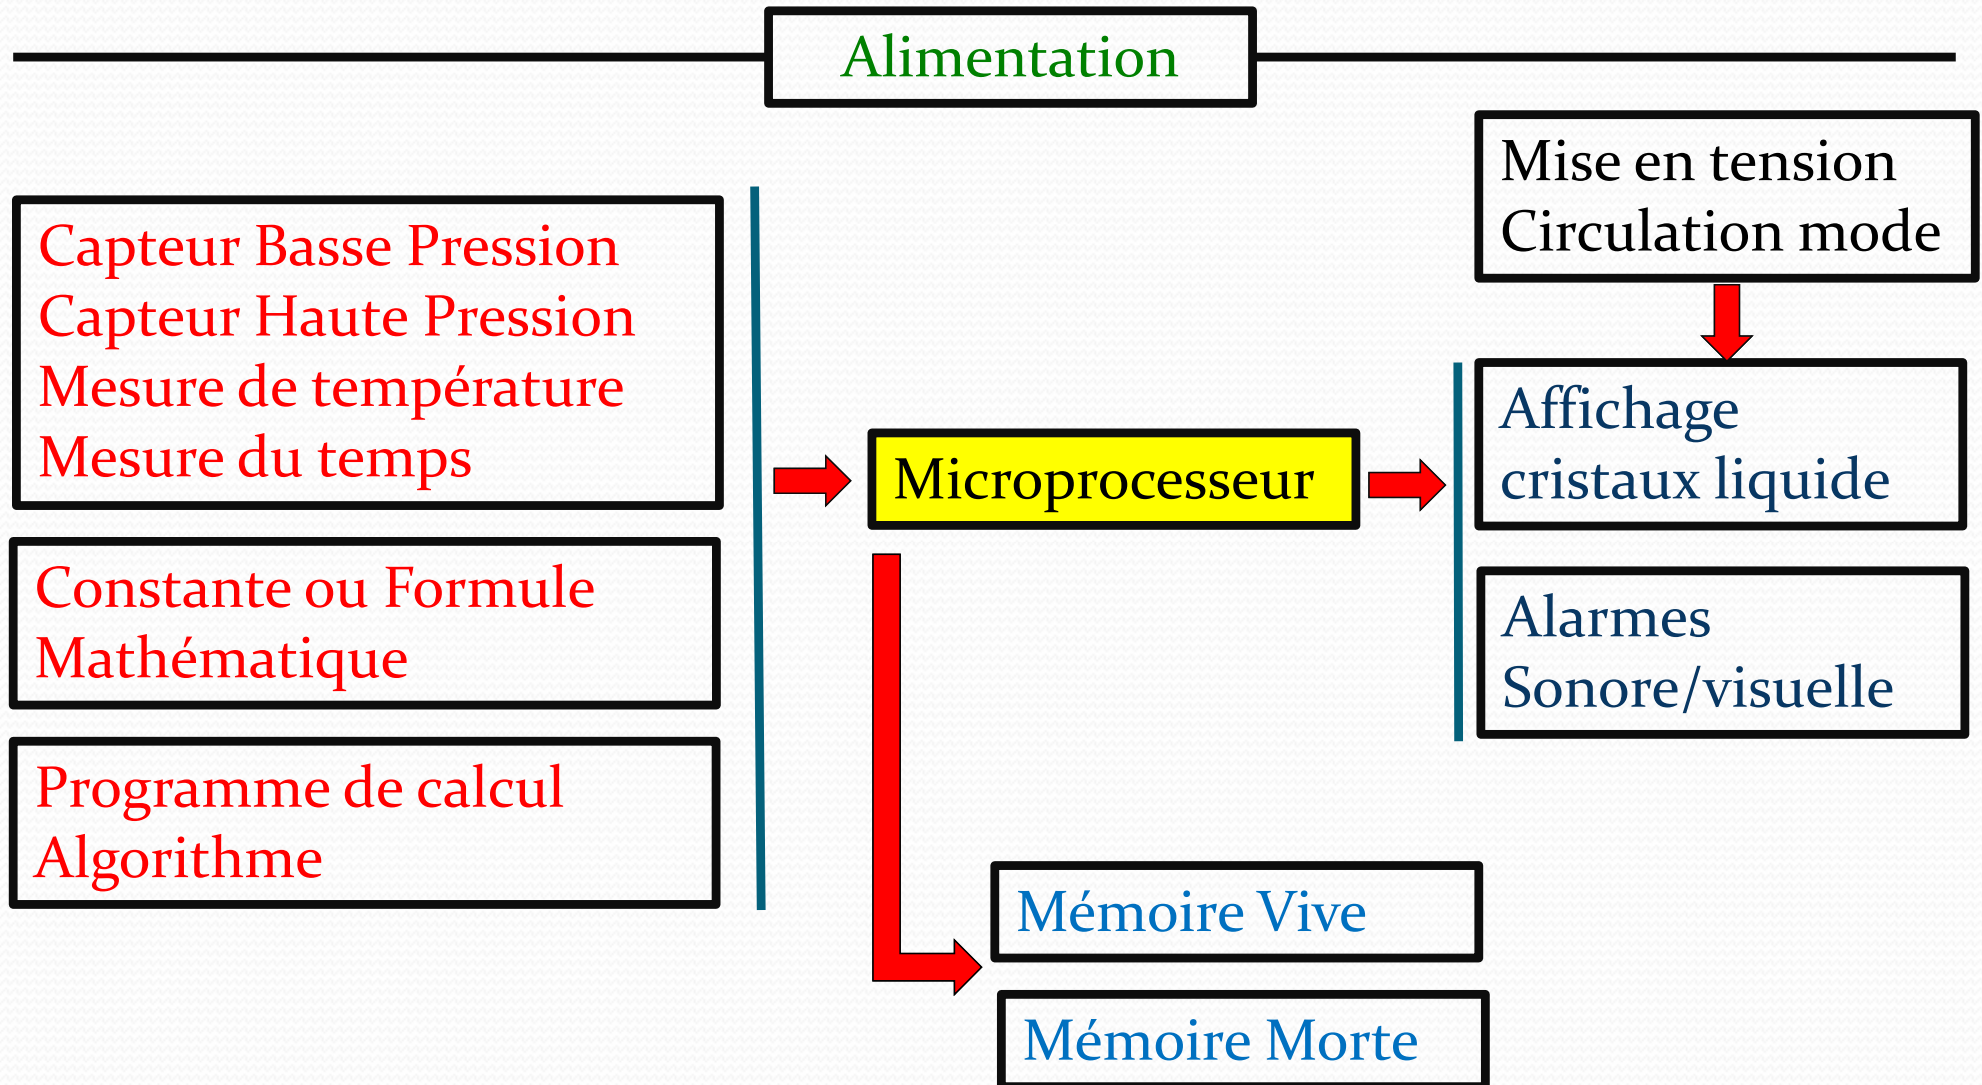 Alimentation
Mise en tension
Circulation mode
Capteur Basse Pression
Capteur Haute Pression
Mesure de température
Mesure du temps
Affichage
cristaux liquide
Microprocesseur
Constante ou Formule
Mathématique
Alarmes
Sonore/visuelle
Programme de calcul
Algorithme
Mémoire Vive
Mémoire Morte